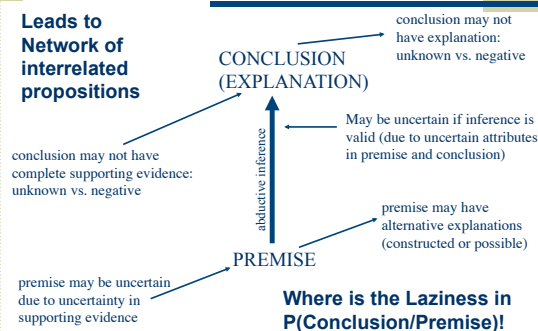 Leads to
Network of
interrelated
propositions
conclusion may not
have explanation:
unknown vs. negative
CONCLUSION
(EXPLANATION)
May be uncertain if inference is
valid (due to uncertain attributes
in premise and conclusion)
abductive inference
conclusion may not have
complete supporting evidence:
unknown vs. negative
premise may have
alternative explanations
(constructed or possible)
PREMISE
premise may be uncertain
due to uncertainty in
supporting evidence
Where is the Laziness in
P(Conclusion/Premise)!